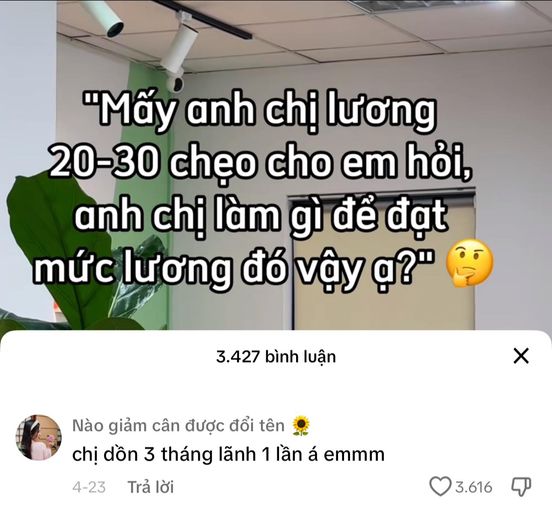 "Mấy anh chị lương
20-30 chẹo cho em hỏi,
anh chị làm gì để đạt
mức lương đó vậy ạ?" 🤔
3.427 bình luận
Nào giảm cân được đổi tên 🌻
chị dồn 3 tháng lãnh 1 lần á emmm
4-23 Trả lời 3.616